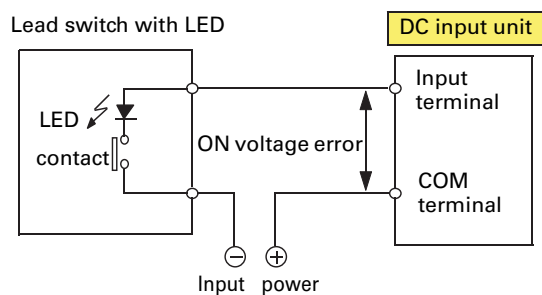 Lead switch with LED
DC input unit
LED
contact
ON voltage error
Input
terminal
COM
terminal
Input power